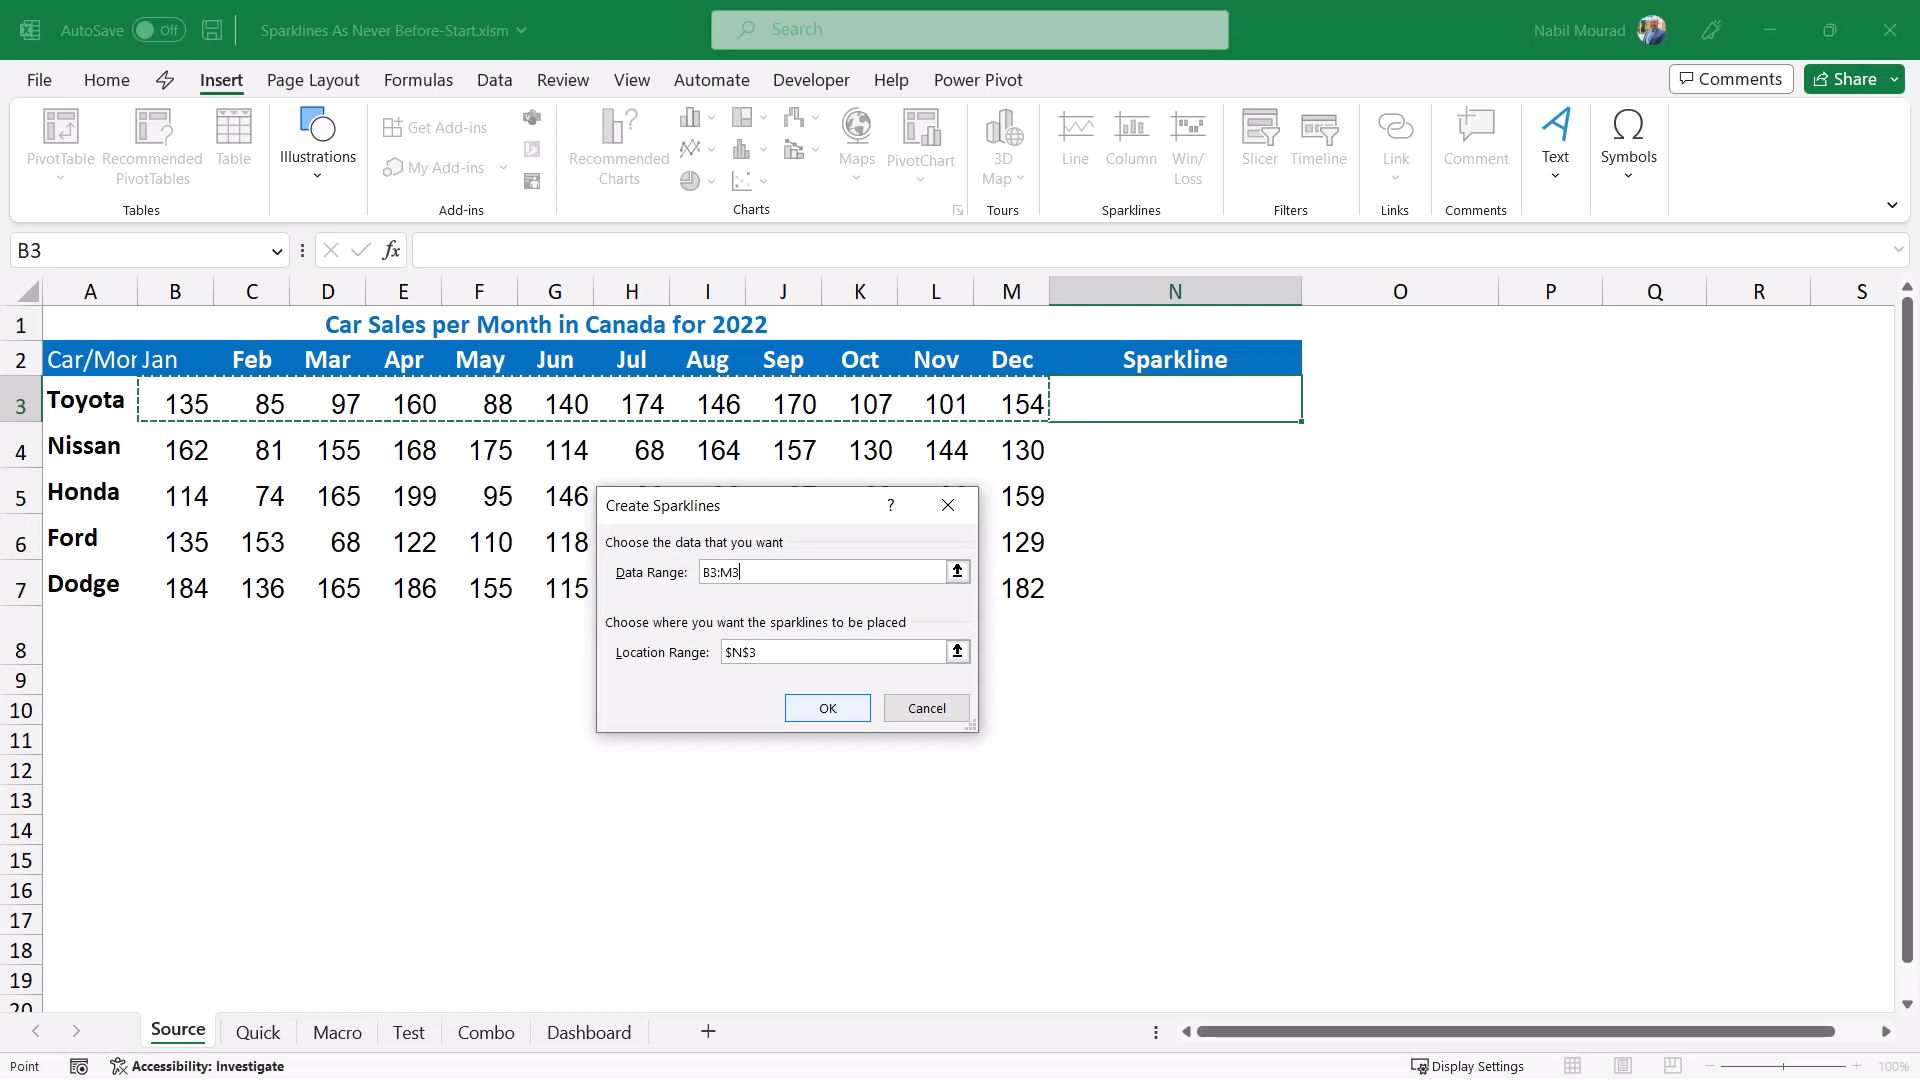 AutoSave Off Sparklines As Never Before-Start.xlsm Search Nabil Mourad
File Home Insert Page Layout Formulas Data Review View Automate Developer Help Power Pivot Comments Share
PivotTable Recommended PivotTables Table
Illustrations
Get Add-ins
My Add-ins
Recommended Charts
Maps PivotChart
3D Map
Line Column Win/ Loss
Slicer Timeline
Link
Comment
Text
Symbols
Tables Add-ins Charts Tours Sparklines Filters Links Comments
B3 fx
A B C D E F G H I J K L M N O P Q R S
1 Car Sales per Month in Canada for 2022
2 Car/Mor Jan Feb Mar Apr May Jun Jul Aug Sep Oct Nov Dec Sparkline
3 Toyota 135 85 97 160 88 140 174 146 170 107 101 154
4 Nissan 162 81 155 168 175 114 68 164 157 130 144 130
5 Honda 114 74 165 199 95 146 159
6 Ford 135 153 68 122 110 118 129
7 Dodge 184 136 165 186 155 115 182
8
9
10
11
12
13
14
15
16
17
18
19
20
Create Sparklines ?
Choose the data that you want
Data Range: B3:M3
Choose where you want the sparklines to be placed
Location Range: $N$3
OK Cancel
Source Quick Macro Test Combo Dashboard
Point Accessibility: Investigate Display Settings 100%